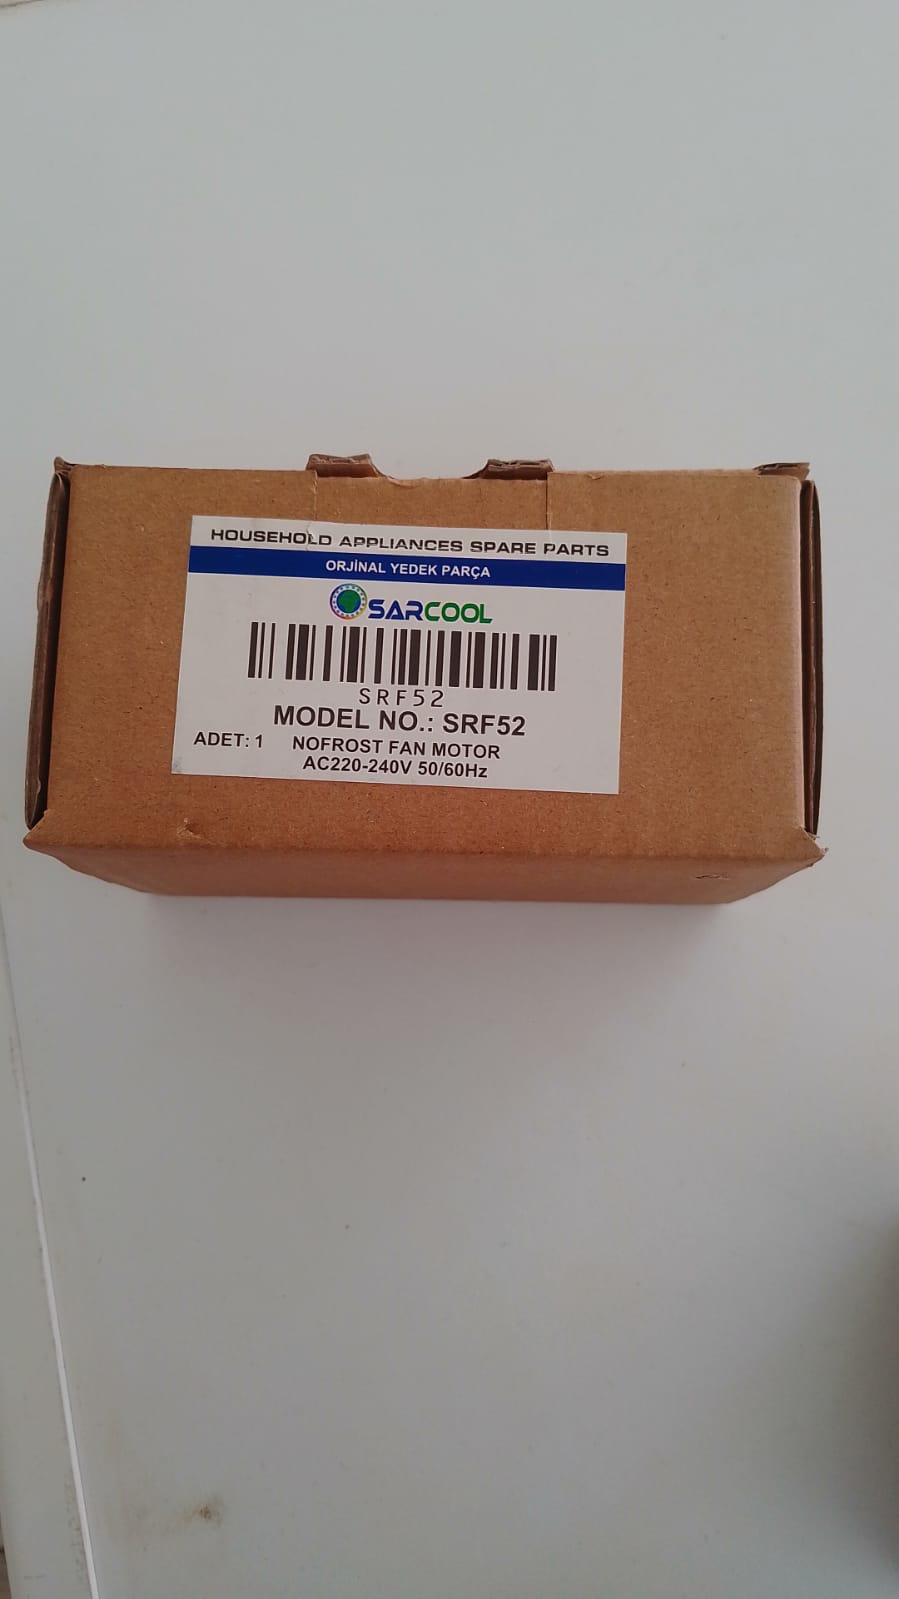 HOUSEHOLD APPLIANCES SPARE PARTS
ORJİNAL YEDEK PARÇA
SARCOOL
SRF52
MODEL NO.: SRF52
ADET: 1 NOFROST FAN MOTOR
AC220-240V 50/60Hz